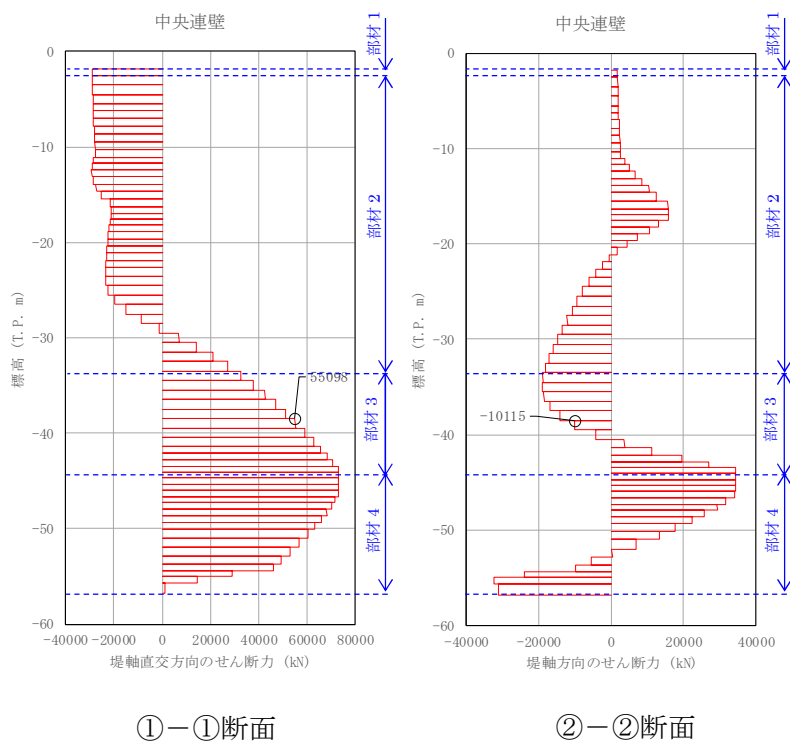 中央連壁
部材1
部材2
部材3
部材4
0
-10
-20
-30
-40
-50
-60
標高 (T.P. m)
55098
-40000 -20000 0 20000 40000 60000 80000
堤軸直交方向のせん断力 (kN)
①-①断面
中央連壁
部材1
部材2
部材3
部材4
0
-10
-20
-30
-40
-50
-60
標高 (T.P. m)
-10115
-40000 -20000 0 20000 40000
堤軸方向のせん断力 (kN)
②-②断面